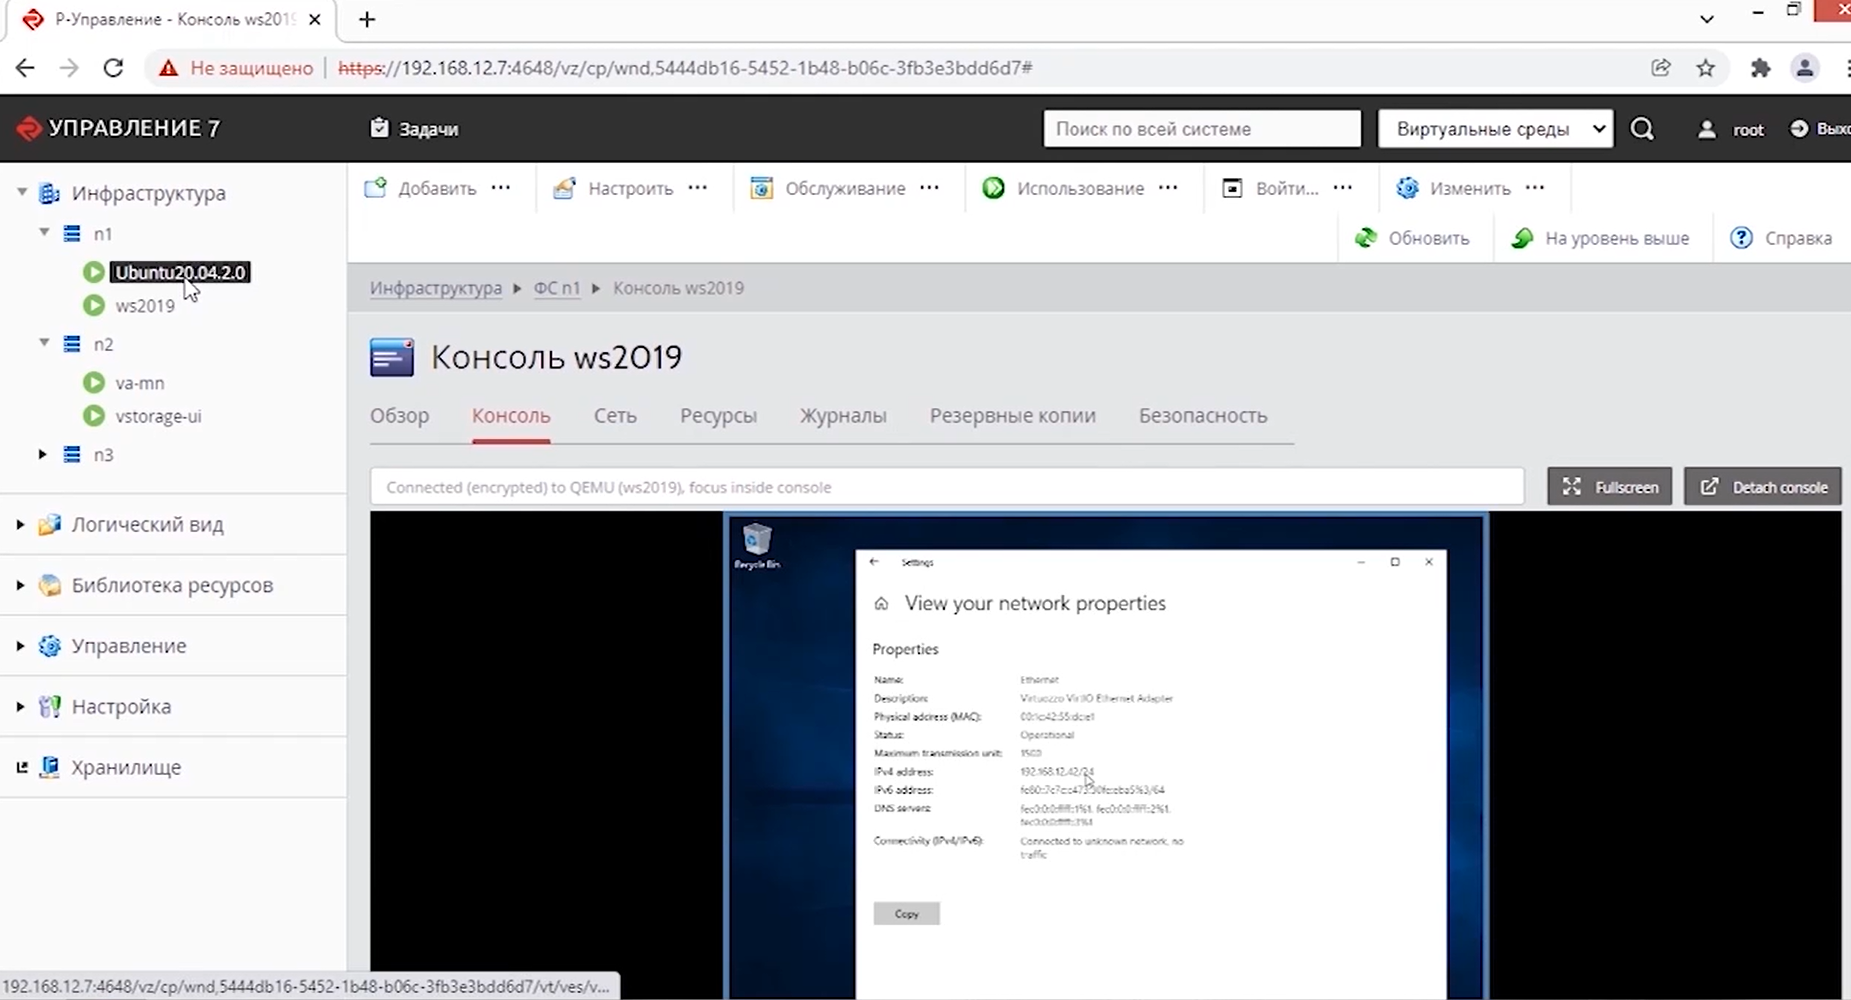 Р-Управление - Консоль ws2019
Не защищено https://192.168.12.7:4648/vz/cp/wnd,5444db16-5452-1b48-b06c-3fb3e3bdd6d7#
УПРАВЛЕНИЕ 7 Задачи Поиск по всей системе Виртуальные среды root Выхо
Инфраструктура
n1
Ubuntu20.04.2.0
ws2019
n2
va-mn
vstorage-ui
n3
Логический вид
Библиотека ресурсов
Управление
Настройка
Хранилище
Добавить ... Настроить ... Обслуживание ... Использование ... Войти... ... Изменить ...
Обновить На уровень выше Справка
Инфраструктура ФС n1 Консоль ws2019
Консоль ws2019
Обзор Консоль Сеть Ресурсы Журналы Резервные копии Безопасность
Connected (encrypted) to QEMU (ws2019), focus inside console Fullscreen Detach console
Recycle Bin
Settings
View your network properties
Properties
Name: Ethernet
Description: Virtuozzo VirtIO Ethernet Adapter
Physical address (MAC): 00:1c:42:55:dc:e1
Status: Operational
Maximum transmission unit: 1500
IPv4 address: 192.168.12.42/24
IPv6 address:
DNS servers:
Connectivity (IPv4/IPv6): Connected to unknown network, no
traffic
Copy
192.168.12.7:4648/vz/cp/wnd,5444db16-5452-1b48-b06c-3fb3e3bdd6d7/vt/ves/v...